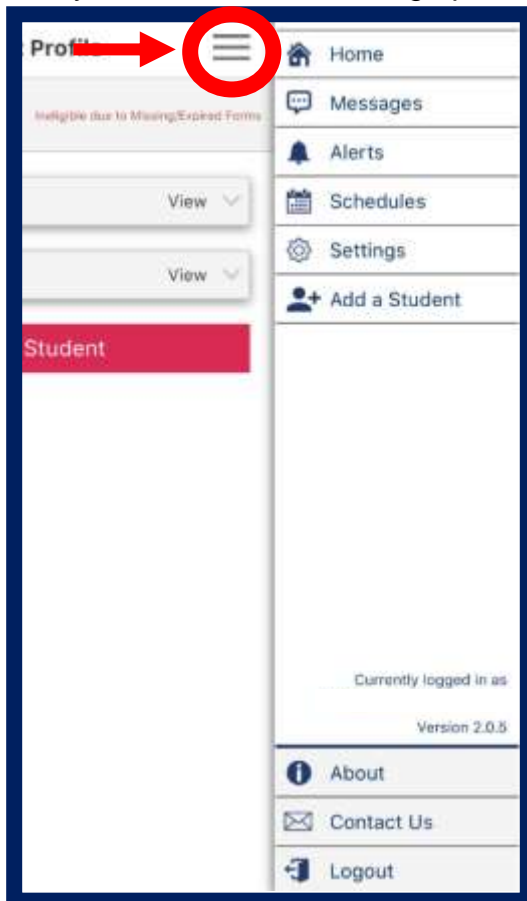 Profile
Ineligible due to Missing/Expired Forms
View
View
Student
Home
Messages
Alerts
Schedules
Settings
Add a Student
Currently logged in as
Version 2.0.5
About
Contact Us
Logout